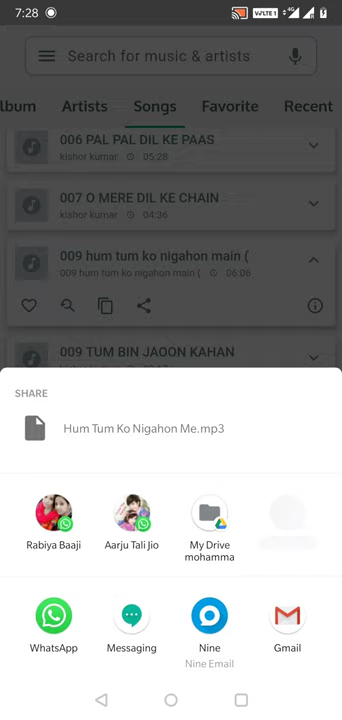 7:28
4G
VoLTE 1
Search for music & artists
lbum
Artists
Songs
Favorite
Recent
006 PAL PAL DIL KE PAAS
kishor kumar
05:28
007 O MERE DIL KE CHAIN
kishor kumar
04:36
009 hum tum ko nigahon main (
009 hum tum ko nigahon main (
06:06
009 TUM BIN JAOON KAHAN
SHARE
Hum Tum Ko Nigahon Me.mp3
Rabiya Baaji
Aarju Tali Jio
My Drive
mohamma
WhatsApp
Messaging
Nine
Nine Email
Gmail